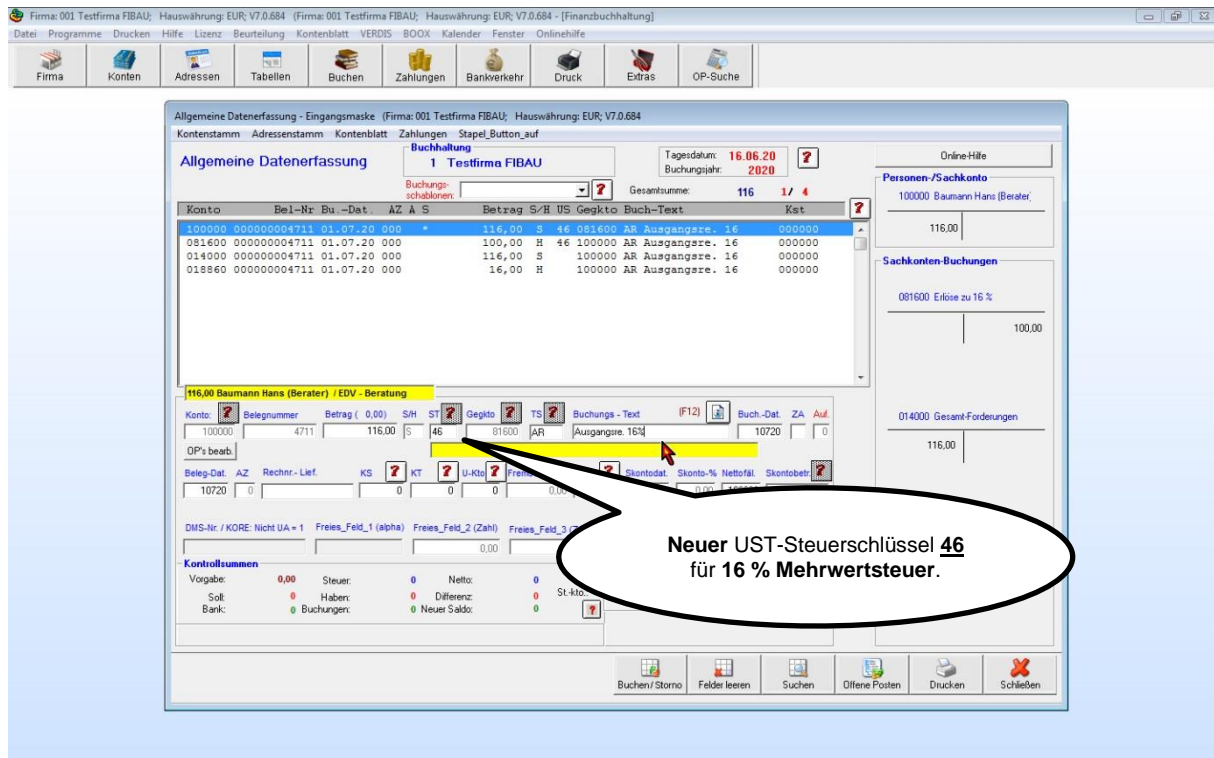 Firma: 001 Testfirma FIBAU; Hauswährung: EUR; V7.0.684 (Firma: 001 Testfirma FIBAU; Hauswährung: EUR; V7.0.684 - [Finanzbuchhaltung]
Datei Programme Drucken Hilfe Lizenz Beurteilung Kontenblatt VERDIS BOOX Kalender Fenster Onlinehilfe
Firma Konten Adressen Tabellen Buchen Zahlungen Bankverkehr Druck Extras OP-Suche
Allgemeine Datenerfassung - Eingangsmaske (Firma: 001 Testfirma FIBAU; Hauswährung: EUR; V7.0.684
Kontenstamm Adressenstamm Kontenblatt Zahlungen Stapel_Button_auf
Allgemeine Datenerfassung
Buchhaltung
1 Testfirma FIBAU
Tagesdatum: 16.06.20
Buchungsjahr: 2020
Buchungs-schablonen:
Gesamtsumme: 116 1/ 4
Konto Bel-Nr Bu.-Dat. AZ A S Betrag S/H US Gegkto Buch-Text Kst
100000 000000004711 01.07.20 000 * 116,00 S 46 081600 AR Ausgangsre. 16 000000
081600 000000004711 01.07.20 000 100,00 H 46 100000 AR Ausgangsre. 16 000000
014000 000000004711 01.07.20 000 116,00 S 100000 AR Ausgangsre. 16 000000
018860 000000004711 01.07.20 000 16,00 H 100000 AR Ausgangsre. 16 000000
116,00 Baumann Hans (Berater) / EDV - Beratung
Konto: Belegnummer Betrag ( 0,00) S/H ST Gegkto TS Buchungs - Text (F12) Buch.-Dat. ZA Auf.
100000 4711 116,00 S 46 81600 AR Ausgangsre. 16% 10720 0
OP's bearb.
Beleg-Dat. AZ Rechnr.- Lief. KS KT U-Kto Skontodat. Skonto-% Nettofäl. Skontobetr.
10720 0 0 0 0
DMS-Nr. / KORE: Nicht UA = 1 Freies_Feld_1 (alpha) Freies_Feld_2 (Zahl)
0,00
Kontrollsummen
Vorgabe: 0,00 Steuer: 0 Netto: 0
Soll: 0 Haben: 0 Differenz: 0
Bank: 0 Buchungen: 0 Neuer Saldo: 0
Neuer UST-Steuerschlüssel 46
für 16 % Mehrwertsteuer.
Online-Hilfe
Personen-/Sachkonto
100000 Baumann Hans (Berater;
116,00
Sachkonten-Buchungen
081600 Erlöse zu 16 %
100,00
014000 Gesamt-Forderungen
116,00
Buchen/Storno Felder leeren Suchen Offene Posten Drucken Schließen